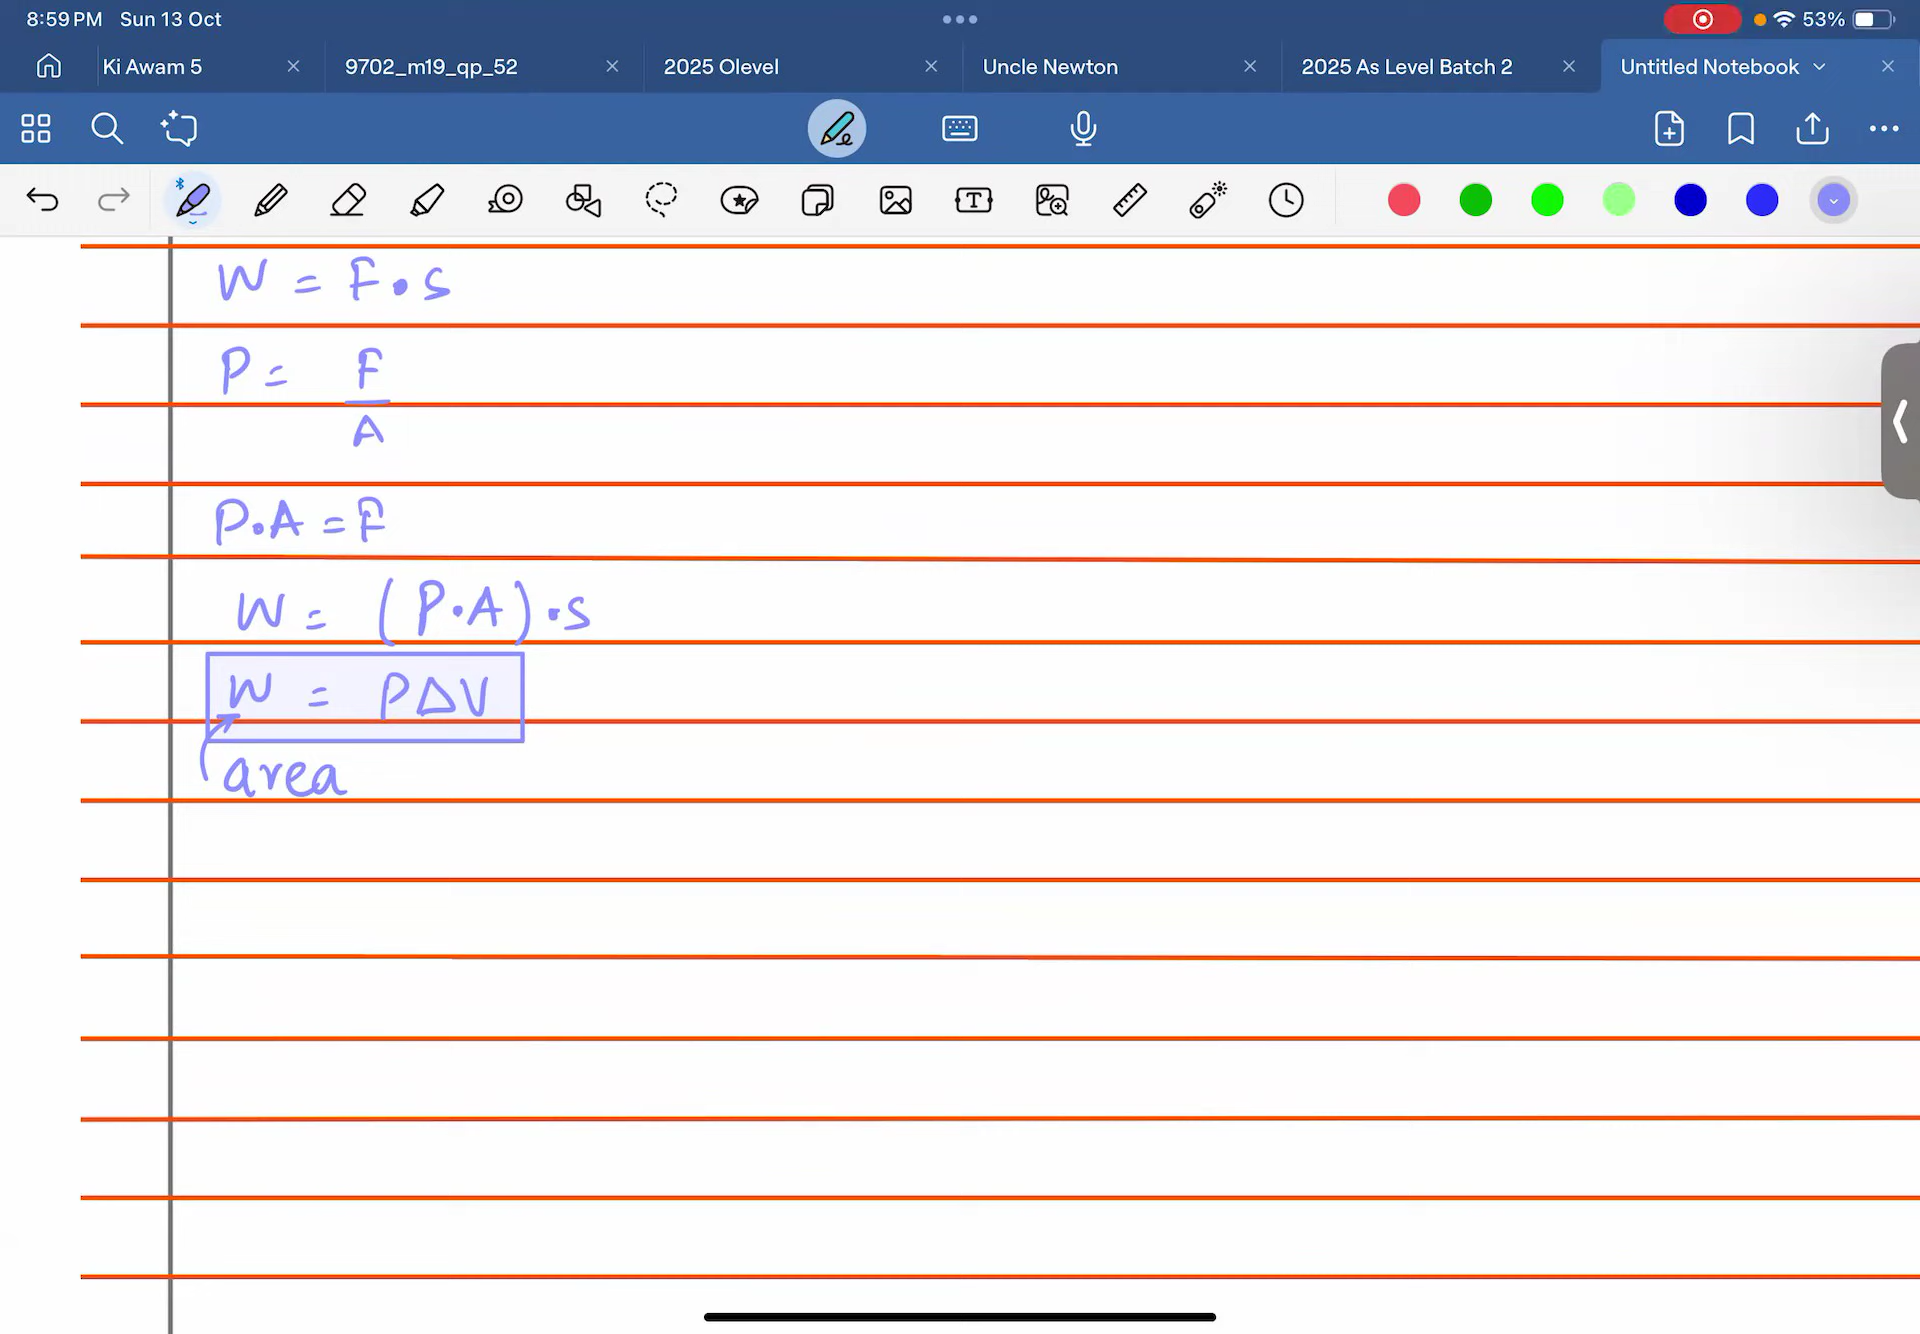 8:59 PM Sun 13 Oct 53%
Ki Awam 5 9702_m19_qp_52 2025 Olevel Uncle Newton 2025 As Level Batch 2 Untitled Notebook
W = F • s
P = F
A
P • A = F
W = (P • A) • s
W = PΔV
area